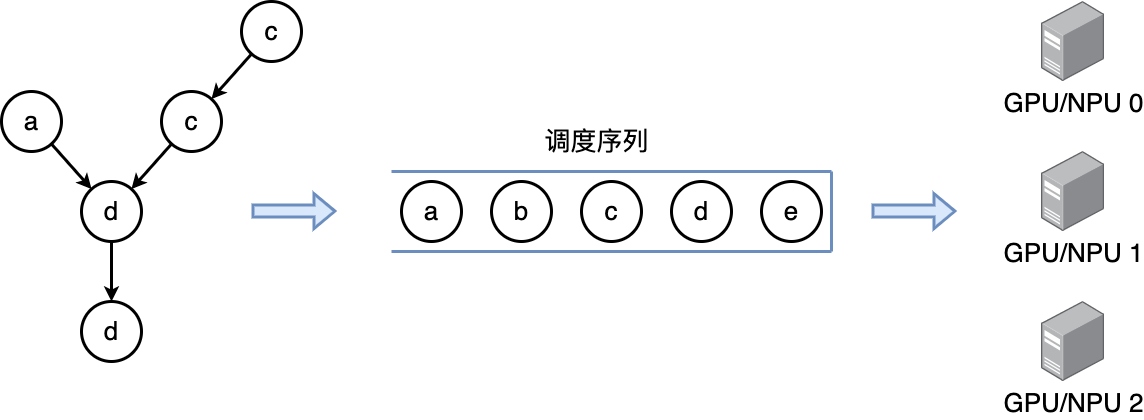 c
a
c
d
d
调度序列
a b c d e
GPU/NPU 0
GPU/NPU 1
GPU/NPU 2